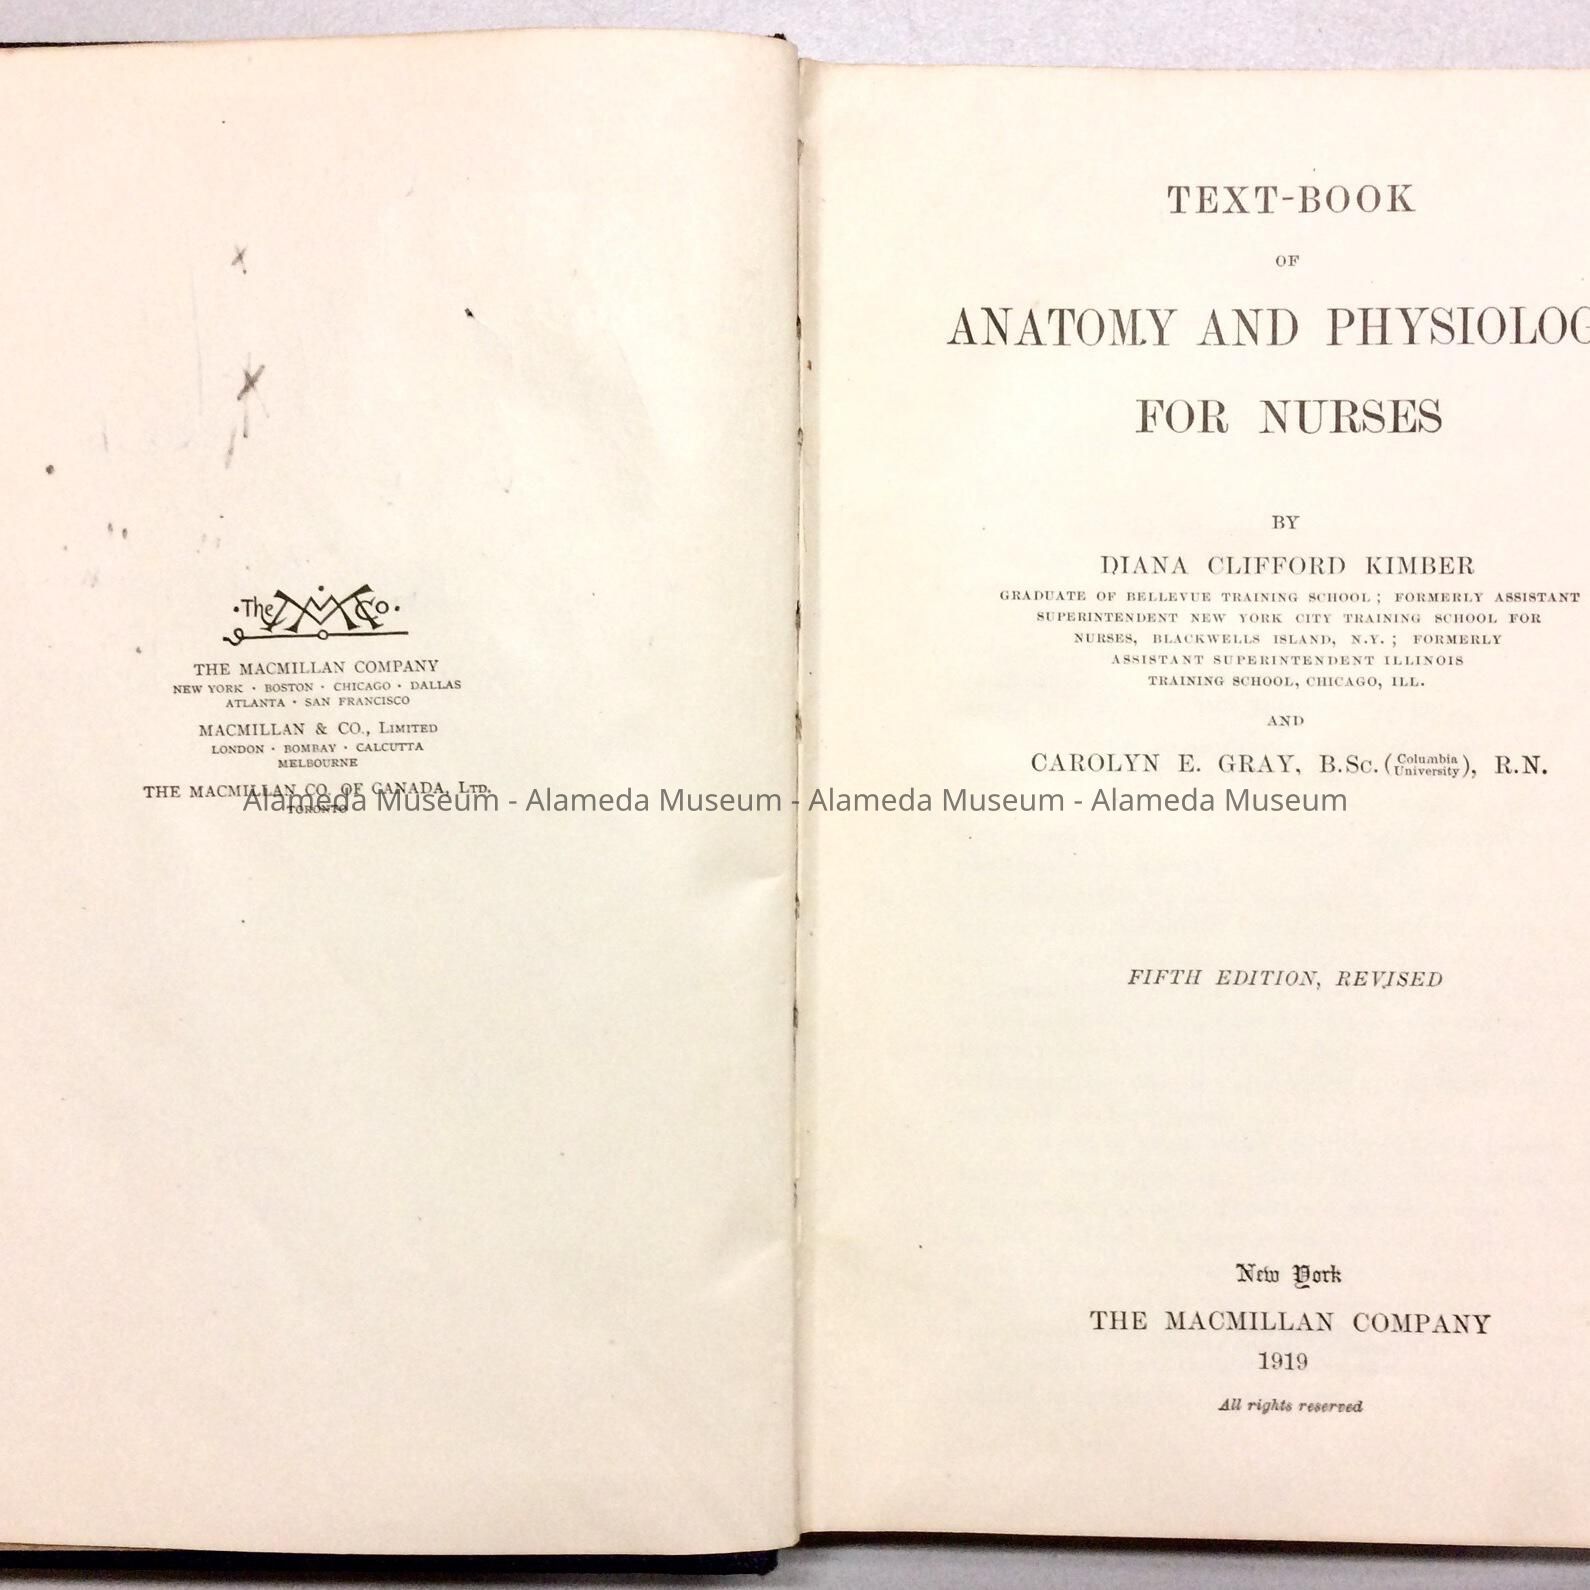 The M Co.
THE MACMILLAN COMPANY
NEW YORK · BOSTON · CHICAGO · DALLAS
ATLANTA · SAN FRANCISCO
MACMILLAN & CO., LIMITED
LONDON · BOMBAY · CALCUTTA
MELBOURNE
THE MACMILLAN CO. OF CANADA, LTD.
TORONTO
TEXT-BOOK
OF
ANATOMY AND PHYSIOLOG
FOR NURSES
BY
DIANA CLIFFORD KIMBER
GRADUATE OF BELLEVUE TRAINING SCHOOL; FORMERLY ASSISTANT
SUPERINTENDENT NEW YORK CITY TRAINING SCHOOL FOR
NURSES, BLACKWELLS ISLAND, N.Y.; FORMERLY
ASSISTANT SUPERINTENDENT ILLINOIS
TRAINING SCHOOL, CHICAGO, ILL.
AND
CAROLYN E. GRAY, B.Sc. (Columbia University), R.N.
FIFTH EDITION, REVISED
New York
THE MACMILLAN COMPANY
1919
All rights reserved
Alameda Museum - Alameda Museum - Alameda Museum - Alameda Museum